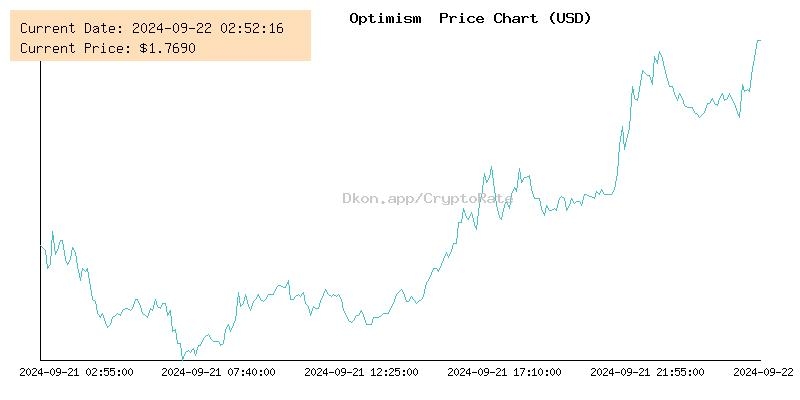 Optimism  Price Chart (USD)
Current Date: 2024-09-22 02:52:16
Current Price: $1.7690
Dkon.app/CryptoRate
2024-09-21 02:55:00 2024-09-21 07:40:00 2024-09-21 12:25:00 2024-09-21 17:10:00 2024-09-21 21:55:00 2024-09-22